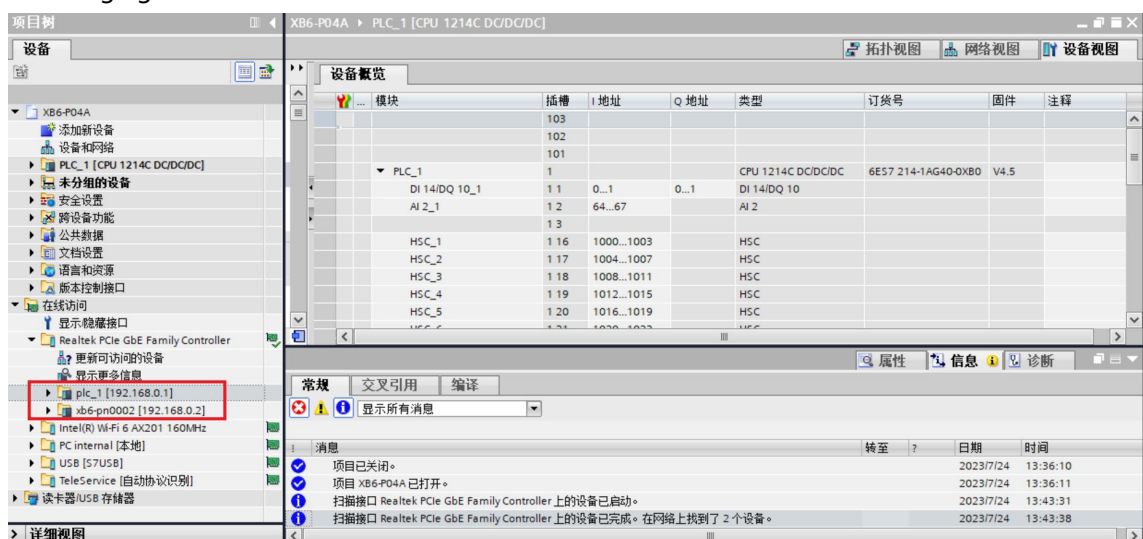 项目树
XB6-P04A ▸ PLC_1 [CPU 1214C DC/DC/DC]
设备
拓扑视图 网络视图 设备视图
设备概览
XB6-P04A
添加新设备
设备和网络
PLC_1 [CPU 1214C DC/DC/DC]
未分组的设备
安全设置
跨设备功能
公共数据
文档设置
语言和资源
版本控制接口
在线访问
显示/隐藏接口
Realtek PCIe GbE Family Controller
更新可访问的设备
显示更多信息
plc_1 [192.168.0.1]
xb6-pn0002 [192.168.0.2]
Intel(R) Wi-Fi 6 AX201 160MHz
PC internal [本地]
USB [S7USB]
TeleService [自动协议识别]
读卡器/USB 存储器
详细视图
... 模块 插槽 I 地址 Q 地址 类型 订货号 固件 注释
103
102
101
PLC_1 1 CPU 1214C DC/DC/DC 6ES7 214-1AG40-0XB0 V4.5
DI 14/DQ 10_1 1 1 0...1 0...1 DI 14/DQ 10
AI 2_1 1 2 64...67 AI 2
1 3
HSC_1 1 16 1000...1003 HSC
HSC_2 1 17 1004...1007 HSC
HSC_3 1 18 1008...1011 HSC
HSC_4 1 19 1012...1015 HSC
HSC_5 1 20 1016...1019 HSC
属性 信息 诊断
常规 交叉引用 编译
显示所有消息
! 消息 转至 ? 日期 时间
项目已关闭。 2023/7/24 13:36:10
项目 XB6-P04A 已打开。 2023/7/24 13:36:11
扫描接口 Realtek PCIe GbE Family Controller 上的设备已启动。 2023/7/24 13:43:31
扫描接口 Realtek PCIe GbE Family Controller 上的设备已完成。在网络上找到了 2 个设备。 2023/7/24 13:43:38